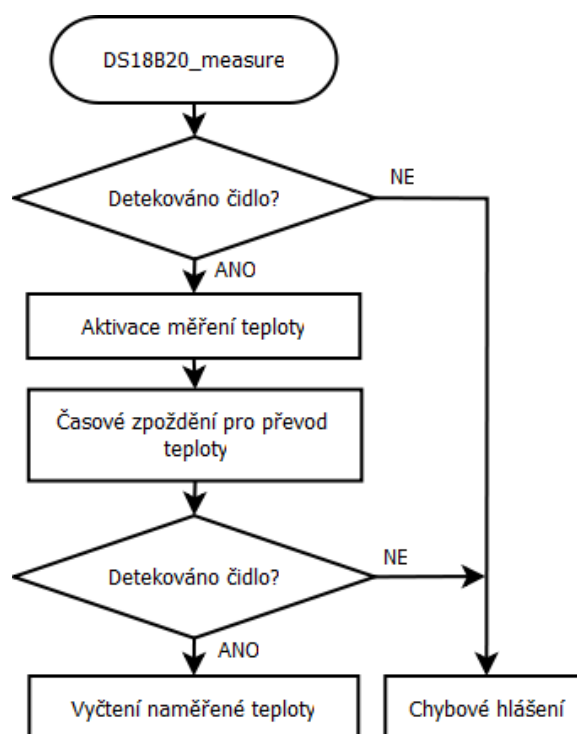 DS18B20_measure
NE
Detekováno čidlo?
ANO
Aktivace měření teploty
Časové zpoždění pro převod
teploty
NE
Detekováno čidlo?
ANO
Vyčtení naměřené teploty
Chybové hlášení